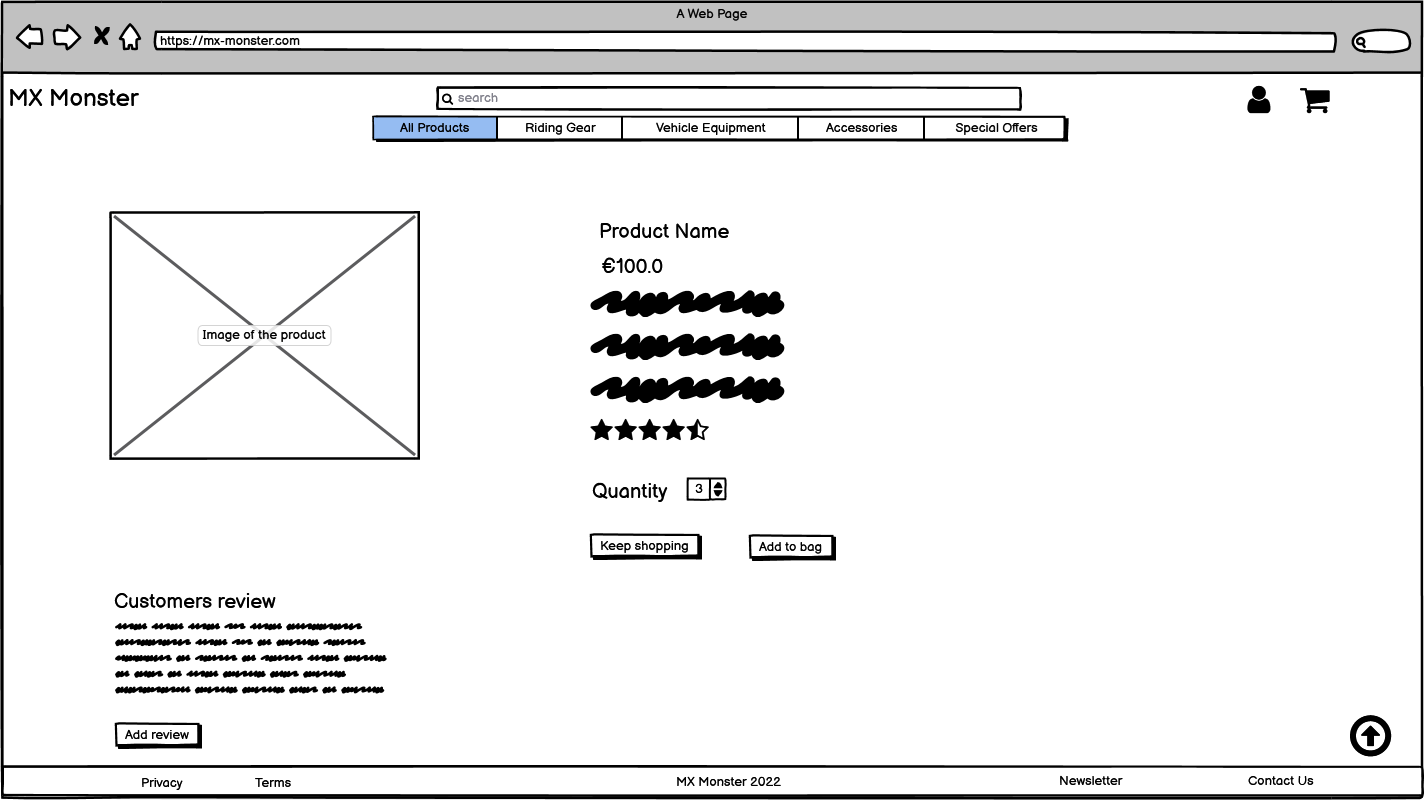 A Web Page
https://mx-monster.com
MX Monster
search
All Products Riding Gear Vehicle Equipment Accessories Special Offers
Image of the product
Product Name
€100.0
Quantity 3
Keep shopping Add to bag
Customers review
Add review
Privacy Terms MX Monster 2022 Newsletter Contact Us